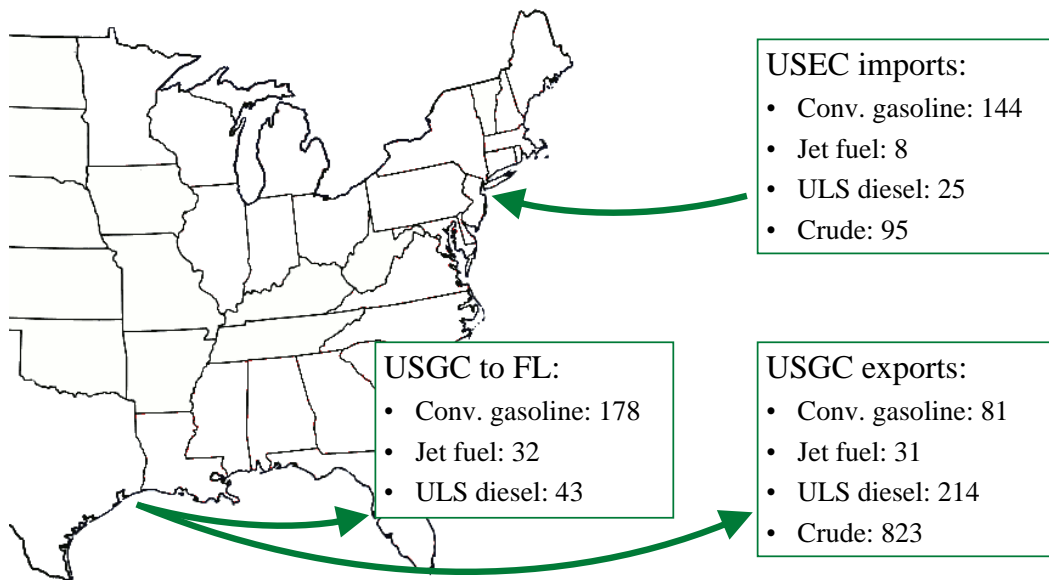 USEC imports:
• Conv. gasoline: 144
• Jet fuel: 8
• ULS diesel: 25
• Crude: 95
USGC to FL:
• Conv. gasoline: 178
• Jet fuel: 32
• ULS diesel: 43
USGC exports:
• Conv. gasoline: 81
• Jet fuel: 31
• ULS diesel: 214
• Crude: 823